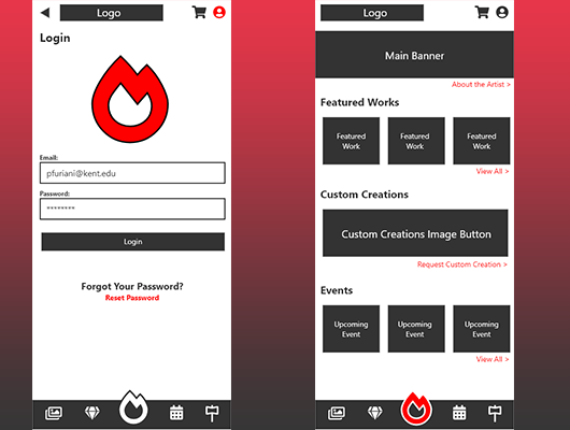 Logo
Login
Email:
pfuriani@kent.edu
Password:
********
Login
Forgot Your Password?
Reset Password
Logo
Main Banner
About the Artist >
Featured Works
Featured Work
Featured Work
Featured Work
View All >
Custom Creations
Custom Creations Image Button
Request Custom Creation >
Events
Upcoming Event
Upcoming Event
Upcoming Event
View All >